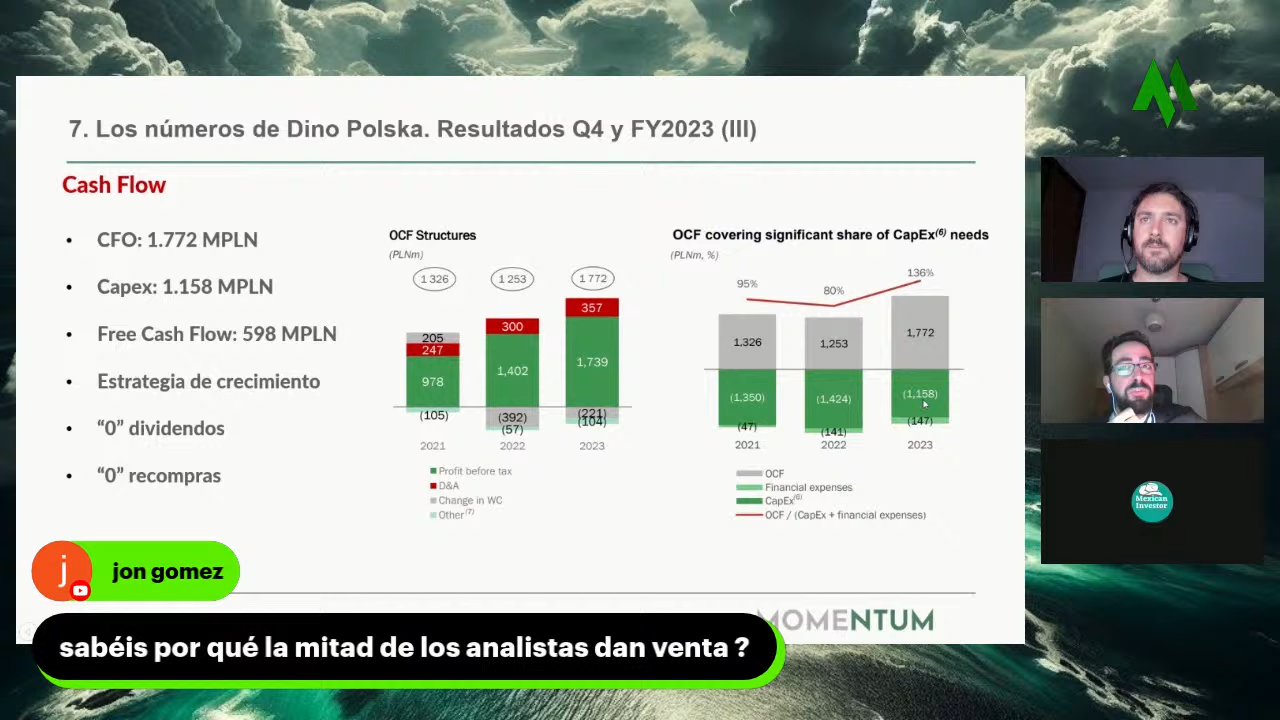 7. Los números de Dino Polska. Resultados Q4 y FY2023 (III)
Cash Flow
• CFO: 1.772 MPLN
• Capex: 1.158 MPLN
• Free Cash Flow: 598 MPLN
• Estrategia de crecimiento
• “0” dividendos
• “0” recompras
OCF Structures
(PLNm)
1 326 1 253 1 772
205
247
978
(105)
300
1,402
(392)
(57)
357
1,739
(221)
(104)
2021 2022 2023
Profit before tax
D&A
Change in WC
Other(7)
OCF covering significant share of CapEx(6) needs
(PLNm, %)
95% 80% 136%
1,326 1,253 1,772
(1,350) (1,424) (1,158)
(47) (141) (147)
2021 2022 2023
OCF
Financial expenses
CapEx(6)
OCF / (CapEx + financial expenses)
MOMENTUM
Mexican
Investor
j
jon gomez
sabéis por qué la mitad de los analistas dan venta ?